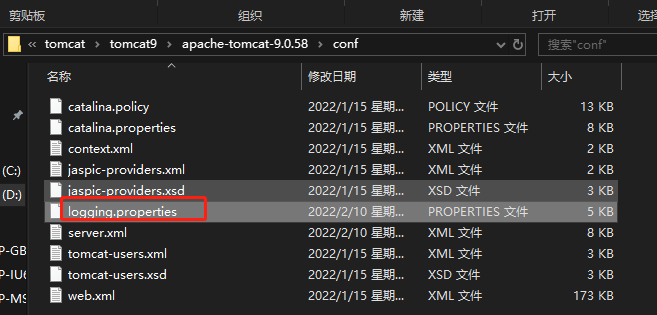 剪贴板 组织 新建 打开 选择
tomcat › tomcat9 › apache-tomcat-9.0.58 › conf 搜索"conf"
名称 修改日期 类型 大小
catalina.policy 2022/1/15 星期... POLICY 文件 13 KB
catalina.properties 2022/1/15 星期... PROPERTIES 文件 8 KB
context.xml 2022/1/15 星期... XML 文件 2 KB
jaspic-providers.xml 2022/1/15 星期... XML 文件 2 KB
(C:)
jaspic-providers.xsd 2022/1/15 星期... XSD 文件 3 KB
(D:)
logging.properties 2022/2/10 星期... PROPERTIES 文件 5 KB
server.xml 2022/2/10 星期... XML 文件 8 KB
P-GB
tomcat-users.xml 2022/1/15 星期... XML 文件 3 KB
P-IU6
tomcat-users.xsd 2022/1/15 星期... XSD 文件 3 KB
P-MS
web.xml 2022/1/15 星期... XML 文件 173 KB